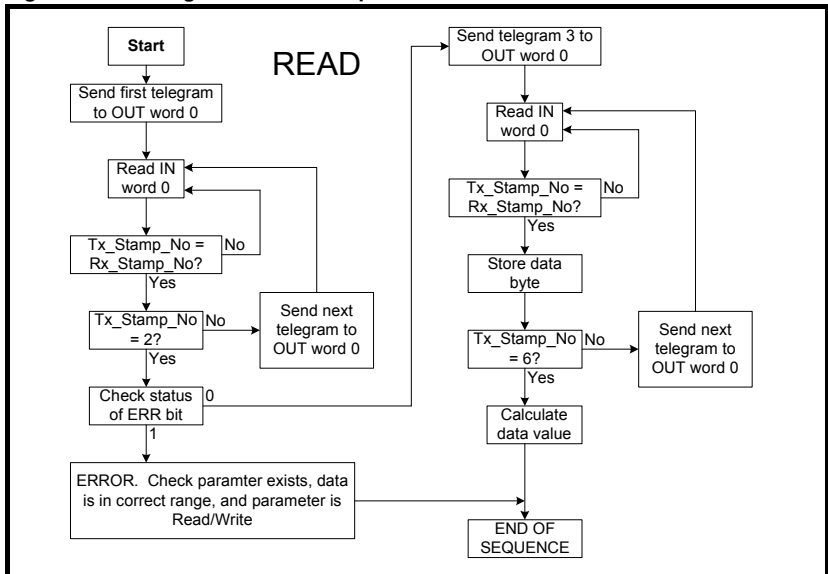 Start
READ
Send first telegram
to OUT word 0
Read IN
word 0
Tx_Stamp_No =
Rx_Stamp_No?
No
Yes
Tx_Stamp_No
= 2?
No
Yes
Send next
telegram to
OUT word 0
Check status
of ERR bit
0
1
ERROR. Check paramter exists, data
is in correct range, and parameter is
Read/Write
Send telegram 3 to
OUT word 0
Read IN
word 0
Tx_Stamp_No =
Rx_Stamp_No?
No
Yes
Store data
byte
Tx_Stamp_No
= 6?
No
Yes
Send next
telegram to
OUT word 0
Calculate
data value
END OF
SEQUENCE